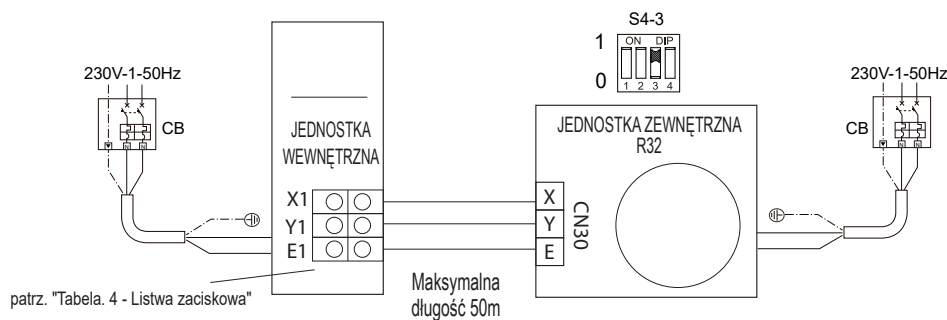 S4-3
ON DIP
1
0
1 2 3 4
230V-1-50Hz
CB
N
JEDNOSTKA
WEWNĘTRZNA
X1
Y1
E1
patrz. "Tabela. 4 - Listwa zaciskowa"
Maksymalna
długość 50m
JEDNOSTKA ZEWNĘTRZNA
R32
X
Y
E
CN30
230V-1-50Hz
CB
N